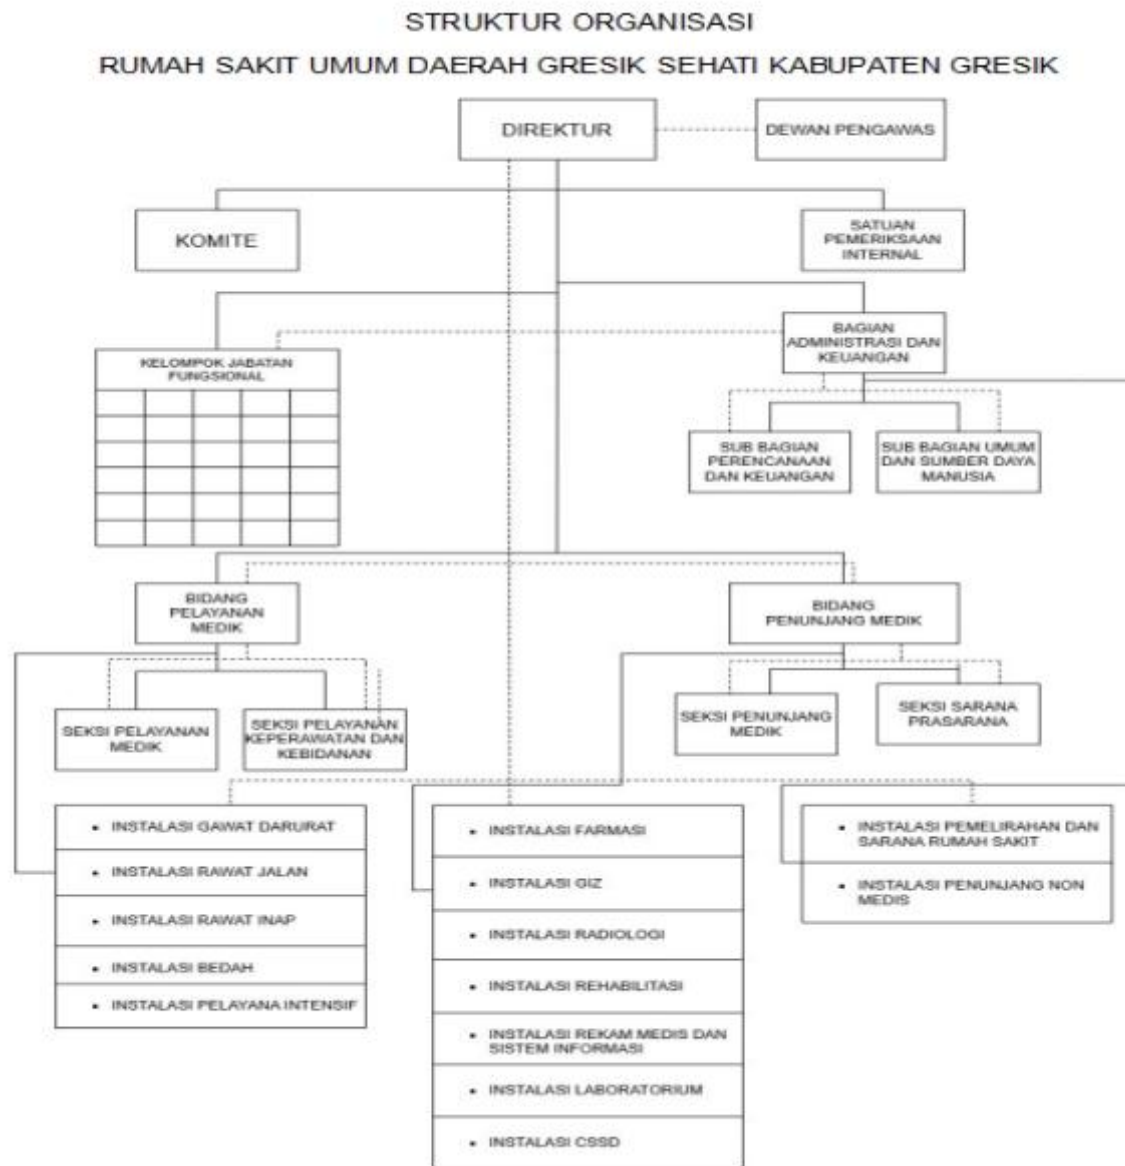 STRUKTUR ORGANISASI
RUMAH SAKIT UMUM DAERAH GRESIK SEHATI KABUPATEN GRESIK
DIREKTUR
DEWAN PENGAWAS
KOMITE
SATUAN
PEMERIKSAAN
INTERNAL
BAGIAN
ADMINISTRASI DAN
KEUANGAN
KELOMPOK JABATAN
FUNGSIONAL
SUB BAGIAN
PERENCANAAN
DAN KEUANGAN
SUB BAGIAN UMUM
DAN SUMBER DAYA
MANUSIA
BIDANG
PELAYANAN
MEDIK
BIDANG
PENUNJANG MEDIK
SEKSI PELAYANAN
MEDIK
SEKSI PELAYANAN
KEPERAWATAN DAN
KEBIDANAN
SEKSI PENUNJANG
MEDIK
SEKSI SARANA
PRASARANA
• INSTALASI GAWAT DARURAT
• INSTALASI RAWAT JALAN
• INSTALASI RAWAT INAP
• INSTALASI BEDAH
• INSTALASI PELAYANA INTENSIF
• INSTALASI FARMASI
• INSTALASI GIZ
• INSTALASI RADIOLOGI
• INSTALASI REHABILITASI
• INSTALASI REKAM MEDIS DAN
SISTEM INFORMASI
• INSTALASI LABORATORIUM
• INSTALASI CSSD
• INSTALASI PEMELIRAHAN DAN
SARANA RUMAH SAKIT
• INSTALASI PENUNJANG NON
MEDIS